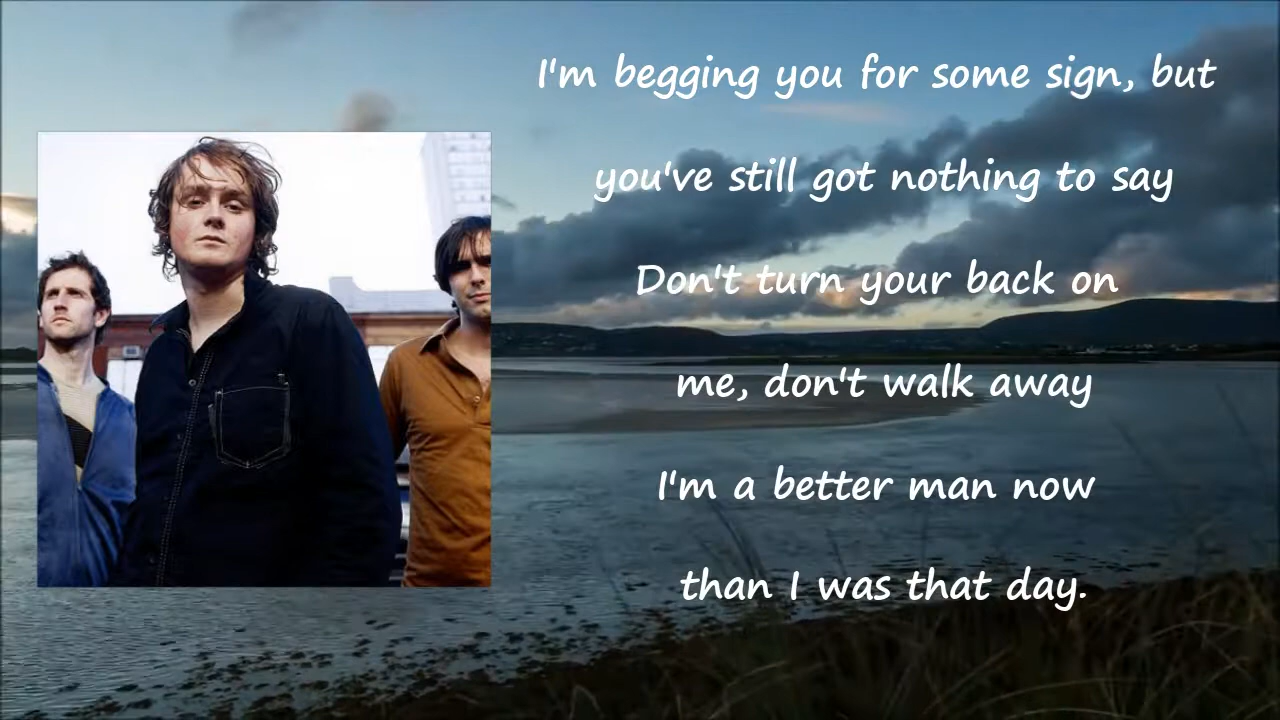 I'm begging you for some sign, but
you've still got nothing to say
Don't turn your back on
me, don't walk away
I'm a better man now
than I was that day.